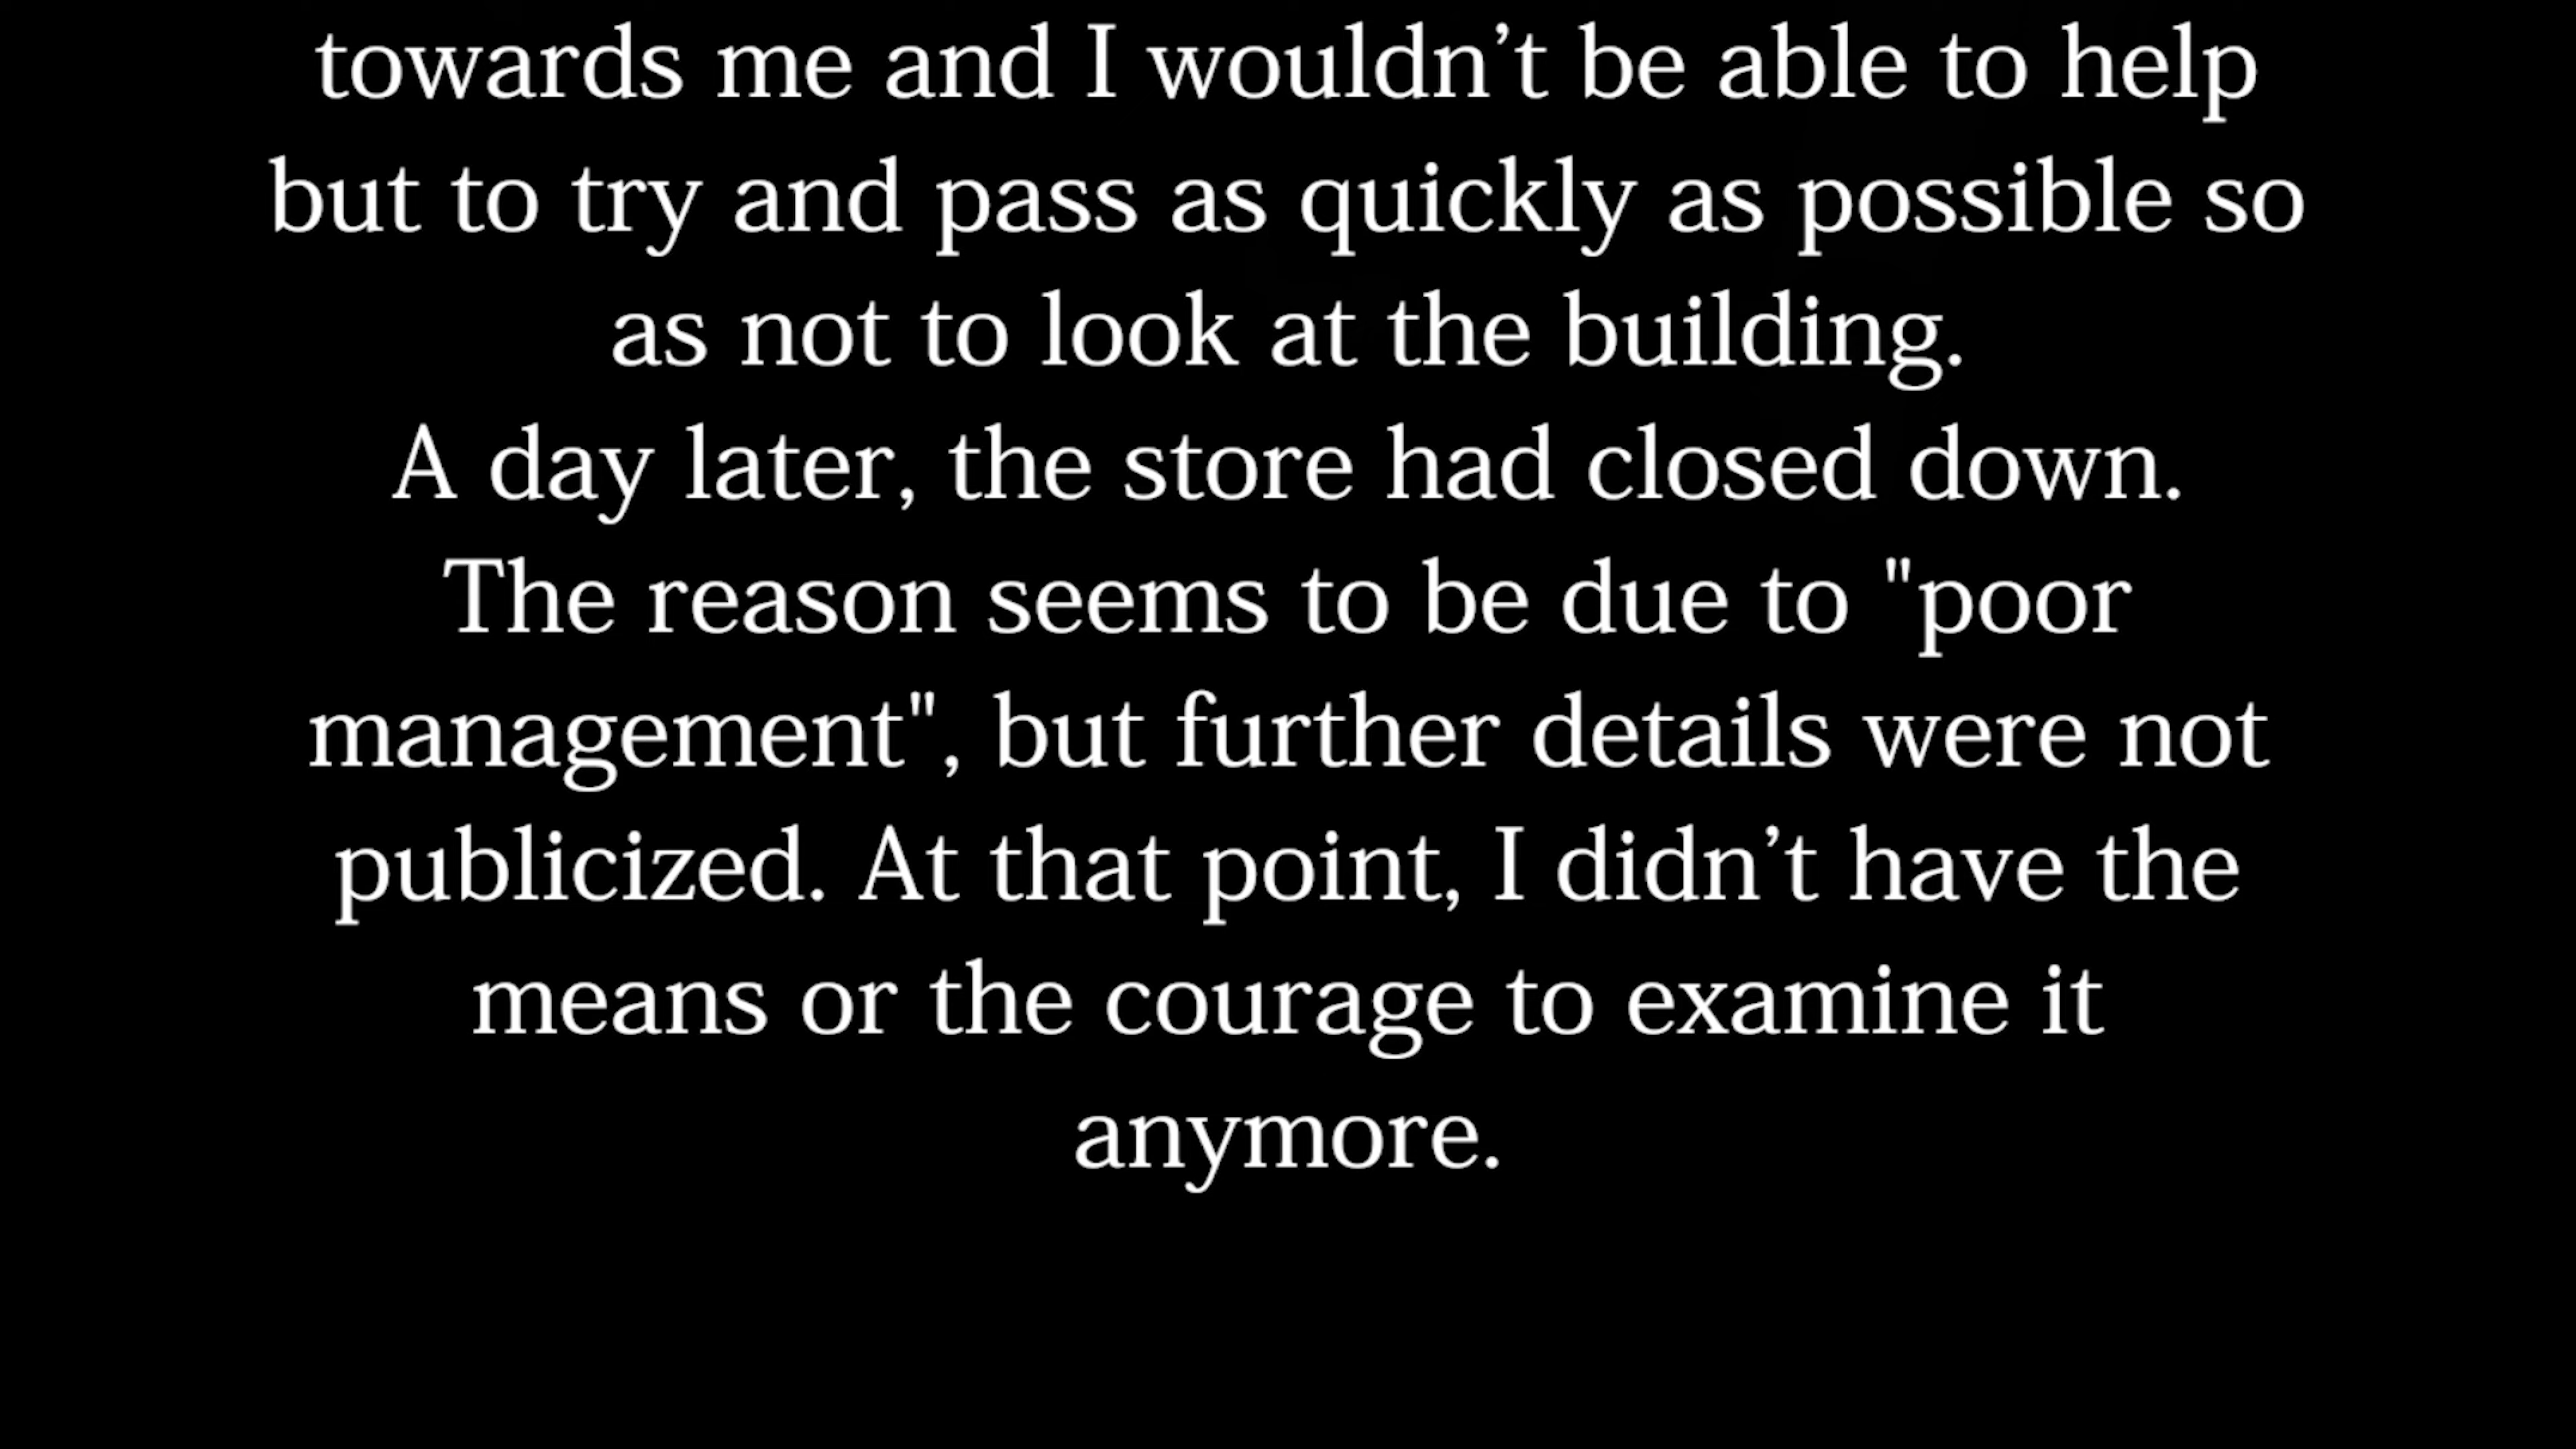 towards me and I wouldn’t be able to help
but to try and pass as quickly as possible so
as not to look at the building.
A day later, the store had closed down.
The reason seems to be due to "poor
management", but further details were not
publicized. At that point, I didn’t have the
means or the courage to examine it
anymore.